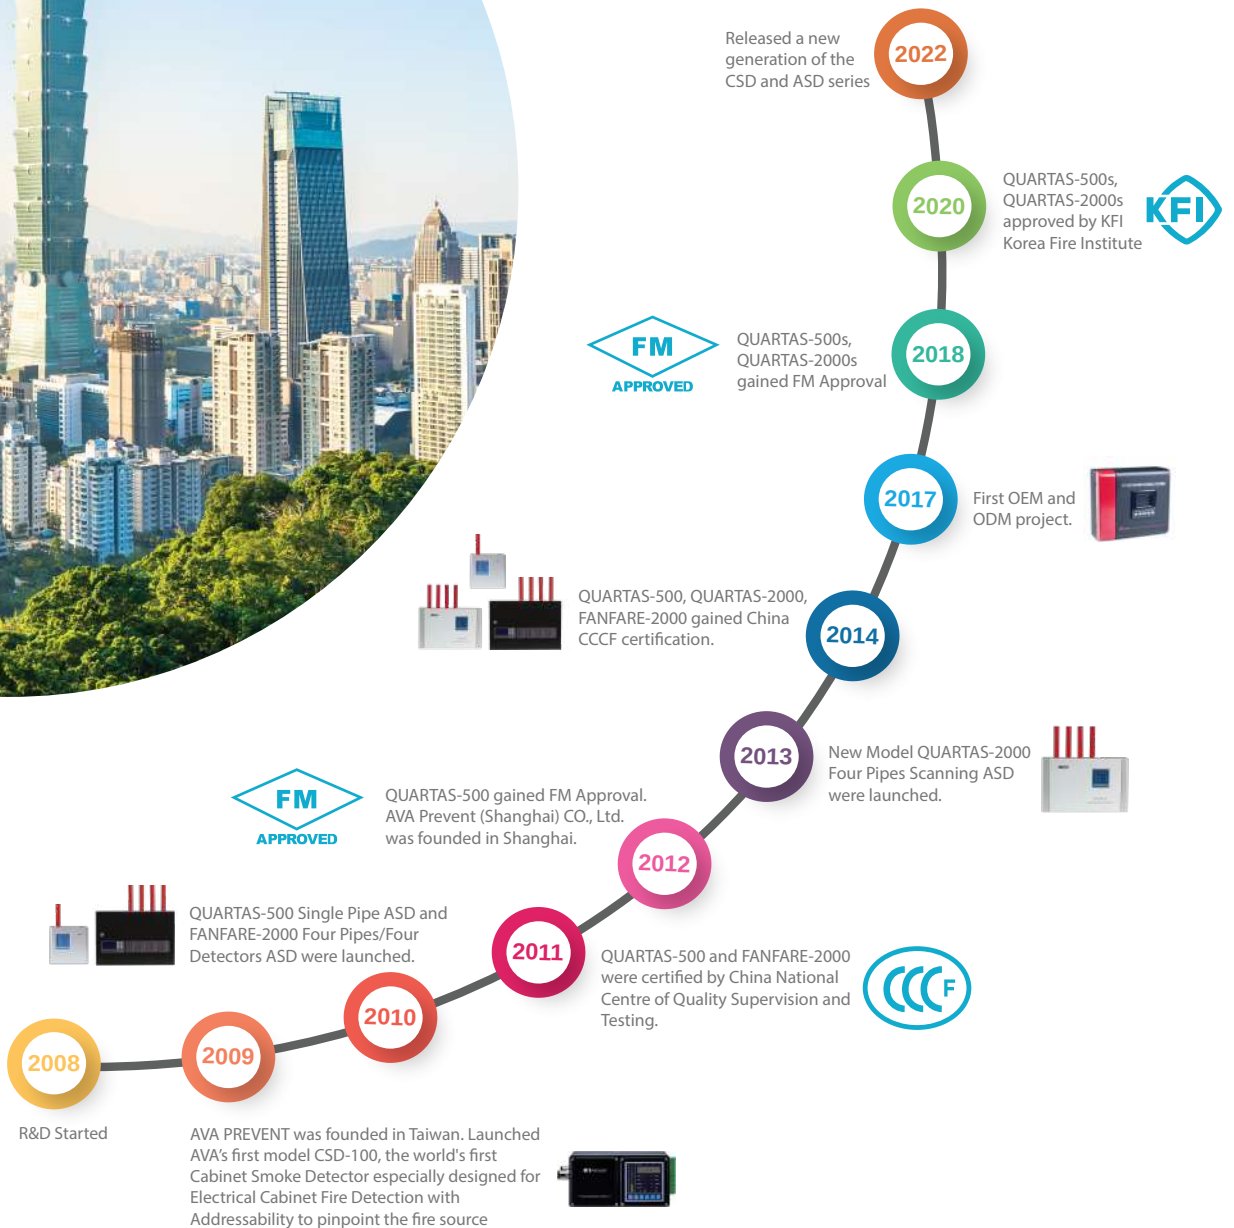 Released a new
generation of the
CSD and ASD series
2022
2020
QUARTAS-500s,
QUARTAS-2000s
approved by KFI
Korea Fire Institute
KFI
FM
APPROVED
QUARTAS-500s,
QUARTAS-2000s
gained FM Approval
2018
2017
First OEM and
ODM project.
QUARTAS-500, QUARTAS-2000,
FANFARE-2000 gained China
CCCF certification.
2014
2013
New Model QUARTAS-2000
Four Pipes Scanning ASD
were launched.
FM
APPROVED
QUARTAS-500 gained FM Approval.
AVA Prevent (Shanghai) CO., Ltd.
was founded in Shanghai.
2012
QUARTAS-500 Single Pipe ASD and
FANFARE-2000 Four Pipes/Four
Detectors ASD were launched.
2011
QUARTAS-500 and FANFARE-2000
were certified by China National
Centre of Quality Supervision and
Testing.
CCCF
2010
2009
2008
R&D Started
AVA PREVENT was founded in Taiwan. Launched
AVA's first model CSD-100, the world's first
Cabinet Smoke Detector especially designed for
Electrical Cabinet Fire Detection with
Addressability to pinpoint the fire source